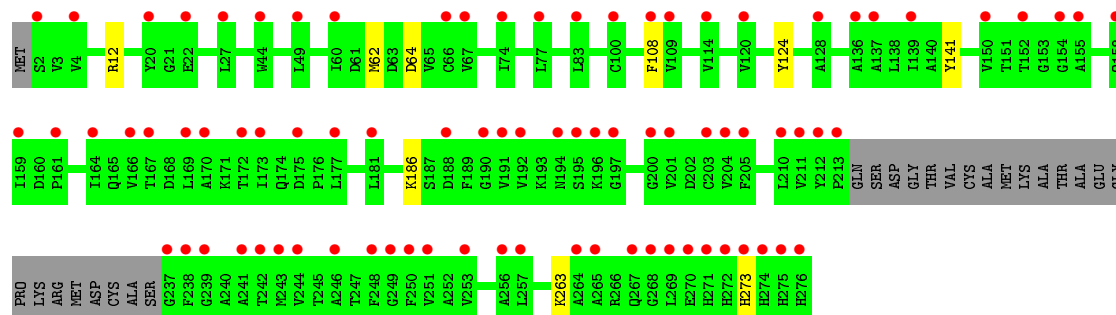 MET S2 V3 V4 R12 Y20 G21 E22 L27 W44 L49 I60 D61 M62 D63 D64 V65 C66 V67 I74 L77 L83 C100 F108 V109 V114 V120 Y124 A128 A136 A137 L138 I139 A140 Y141 V150 T151 T152 G153 G154 A155
I159 D160 P161 I164 Q165 V166 T167 D168 L169 A170 K171 T172 I173 Q174 D175 P176 L177 L181 K186 S187 D188 F189 G190 V191 V192 K193 N194 S195 K196 G197 G200 V201 D202 C203 V204 F205 L210 V211 Y212 P213 GLN SER ASP GLY THR VAL CYS ALA MET LYS ALA THR ALA GLU
PRO LYS ARG MET ASP CYS ALA SER G237 F238 G239 A240 A241 T242 M243 V244 T245 A246 T247 F248 G249 F250 V251 A252 V253 A256 L257 K263 A264 A265 R266 Q267 Q268 L269 E270 H271 H272 H273 H274 H275 H276